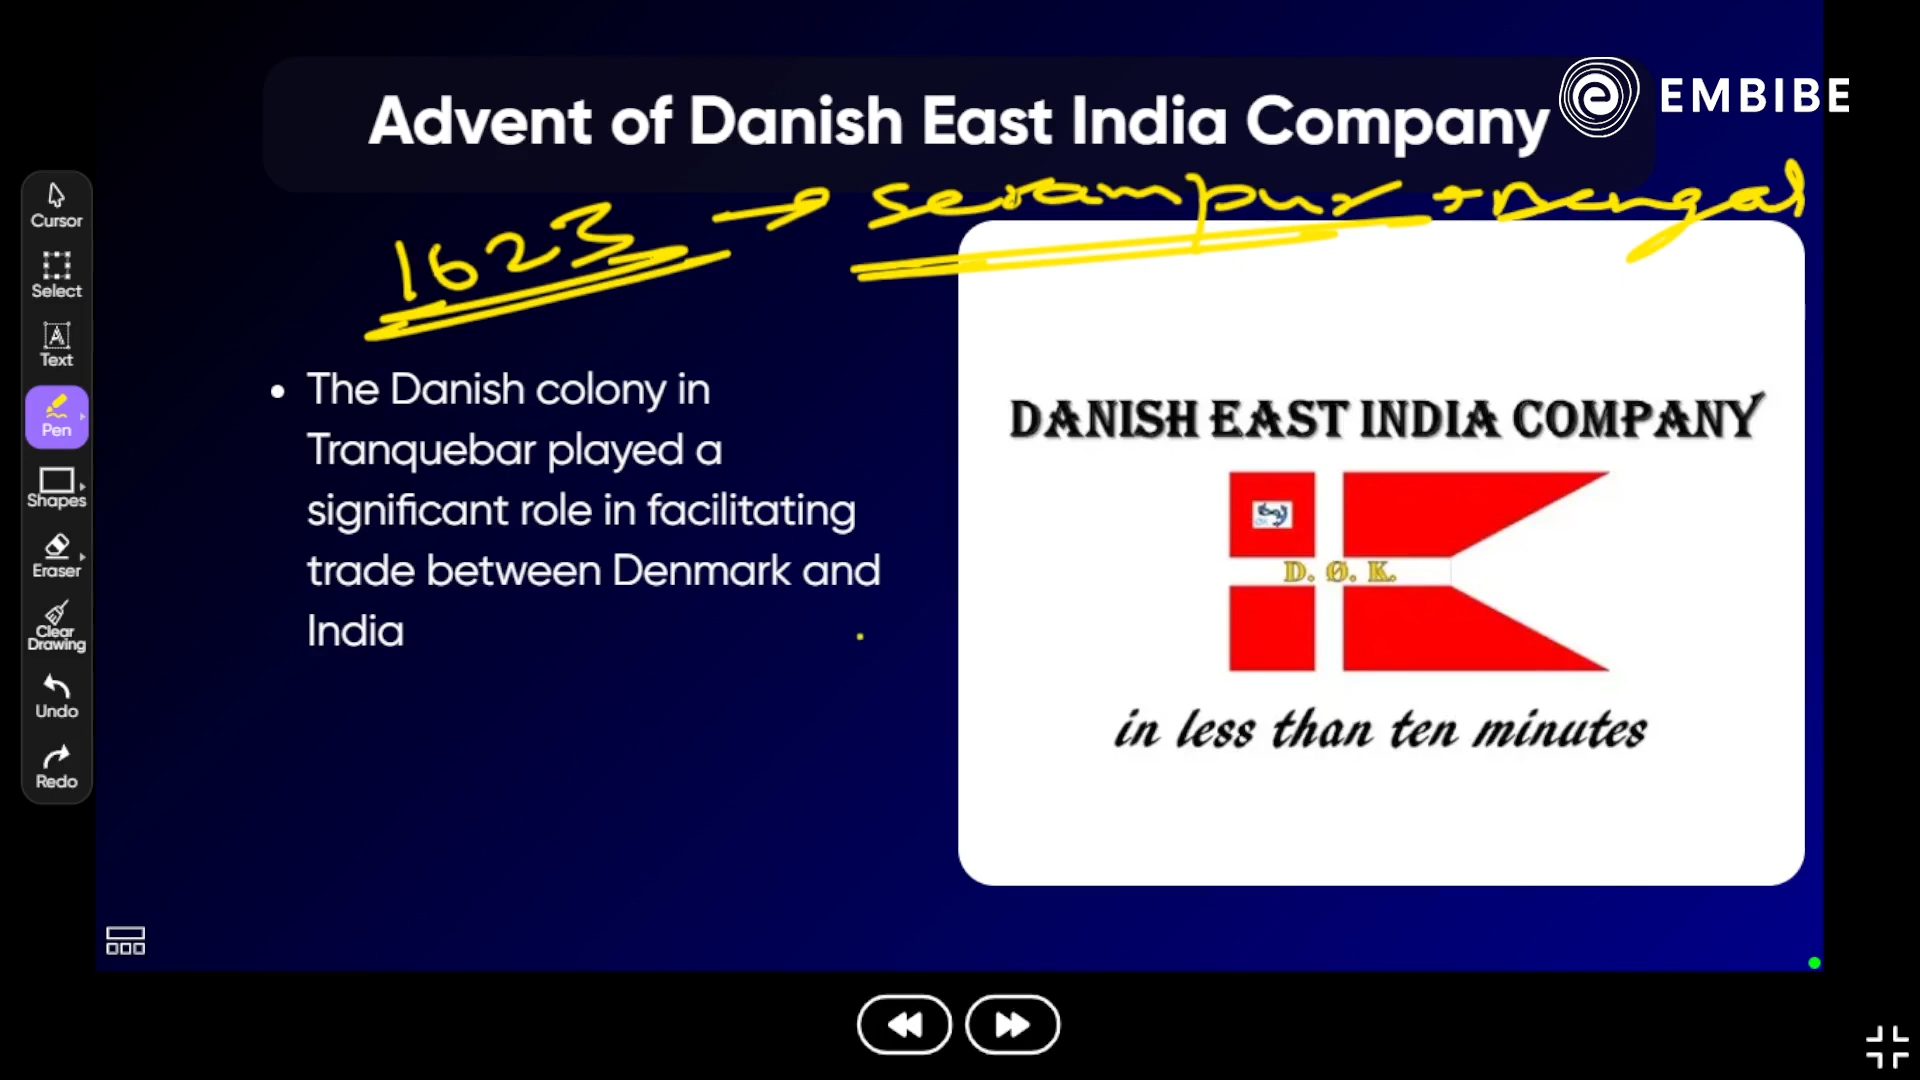 Advent of Danish East India Company
EMBIBE
1623 → serampur → Bengal
Cursor
Select
Text
Pen
Shapes
Eraser
Clear
Drawing
Undo
Redo
• The Danish colony in
Tranquebar played a
significant role in facilitating
trade between Denmark and
India
DANISH EAST INDIA COMPANY
D. Ø. K.
in less than ten minutes